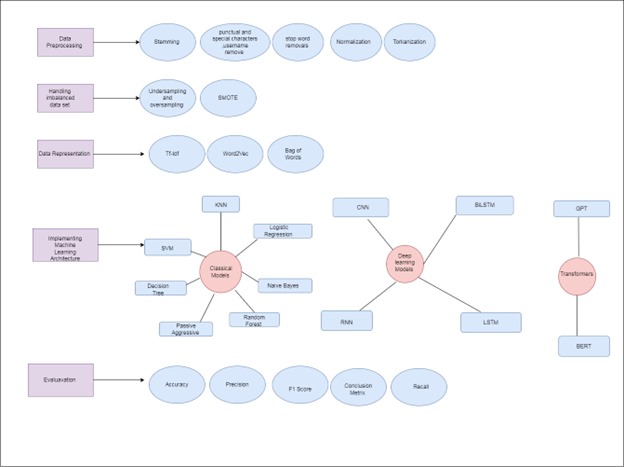 Data
Preprocessing
Stemming
punctual and
special characters
,username
remove
stop word
removals
Normalization
Tonianization
Handling
imbalanced
data set
Undersampling
and
oversampling
SMOTE
Data Representation
Tf-idf
Word2Vec
Bag of
Words
Implementing
Machine
Learning
Architecture
KNN
SVM
Logistic
Regression
Classical
Models
Decision
Tree
Naive Bayes
Passive
Aggressive
Random
Forest
CNN
BiLSTM
Deep
learning
Models
RNN
LSTM
GPT
Transformers
BERT
Evaluavation
Accuracy
Precision
F1 Score
Conclusion
Metrix
Recall